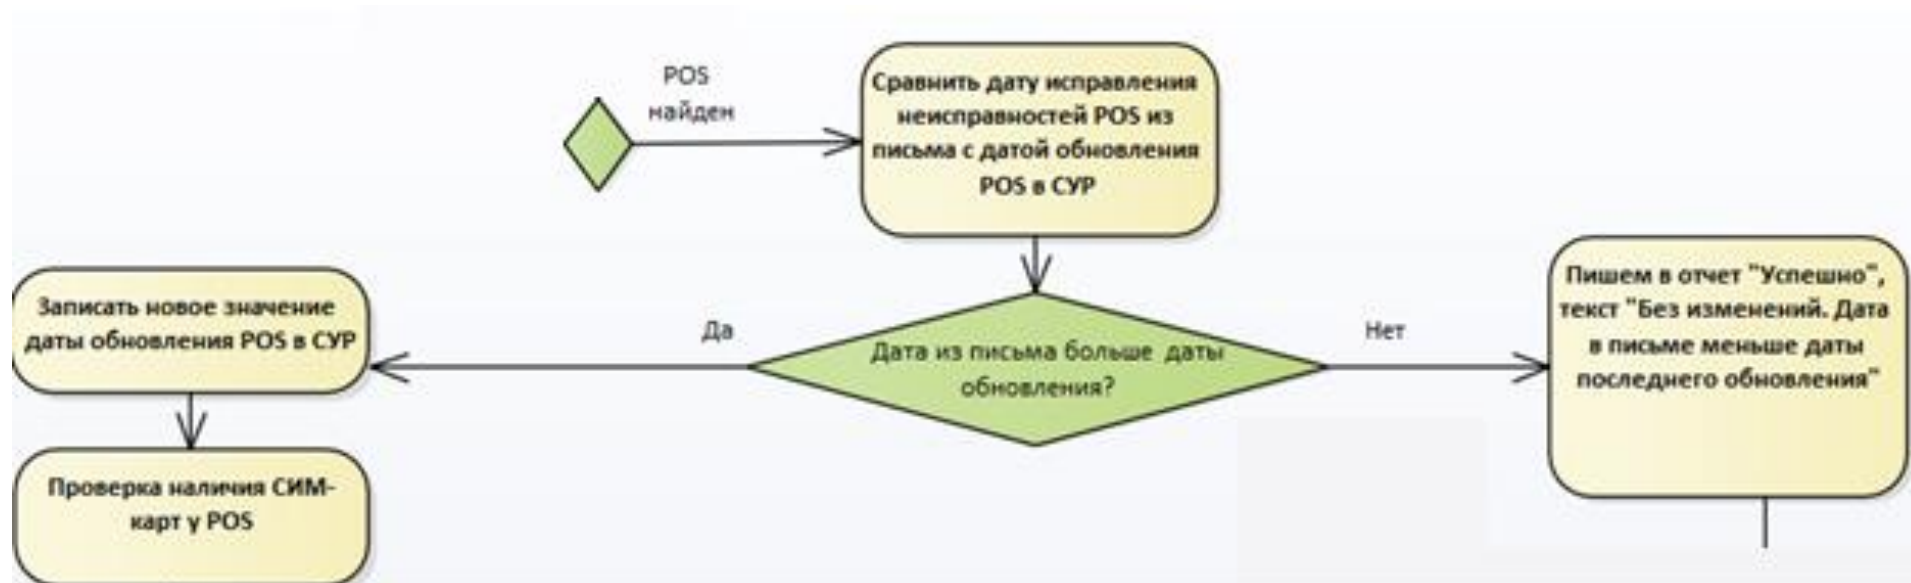 POS
найден
Сравнить дату исправления
неисправностей POS из
письма с датой обновления
POS в СУР
Дата из письма больше даты
обновления?
Да
Нет
Записать новое значение
даты обновления POS в СУР
Проверка наличия СИМ-
карт у POS
Пишем в отчет "Успешно",
текст "Без изменений. Дата
в письме меньше даты
последнего обновления"